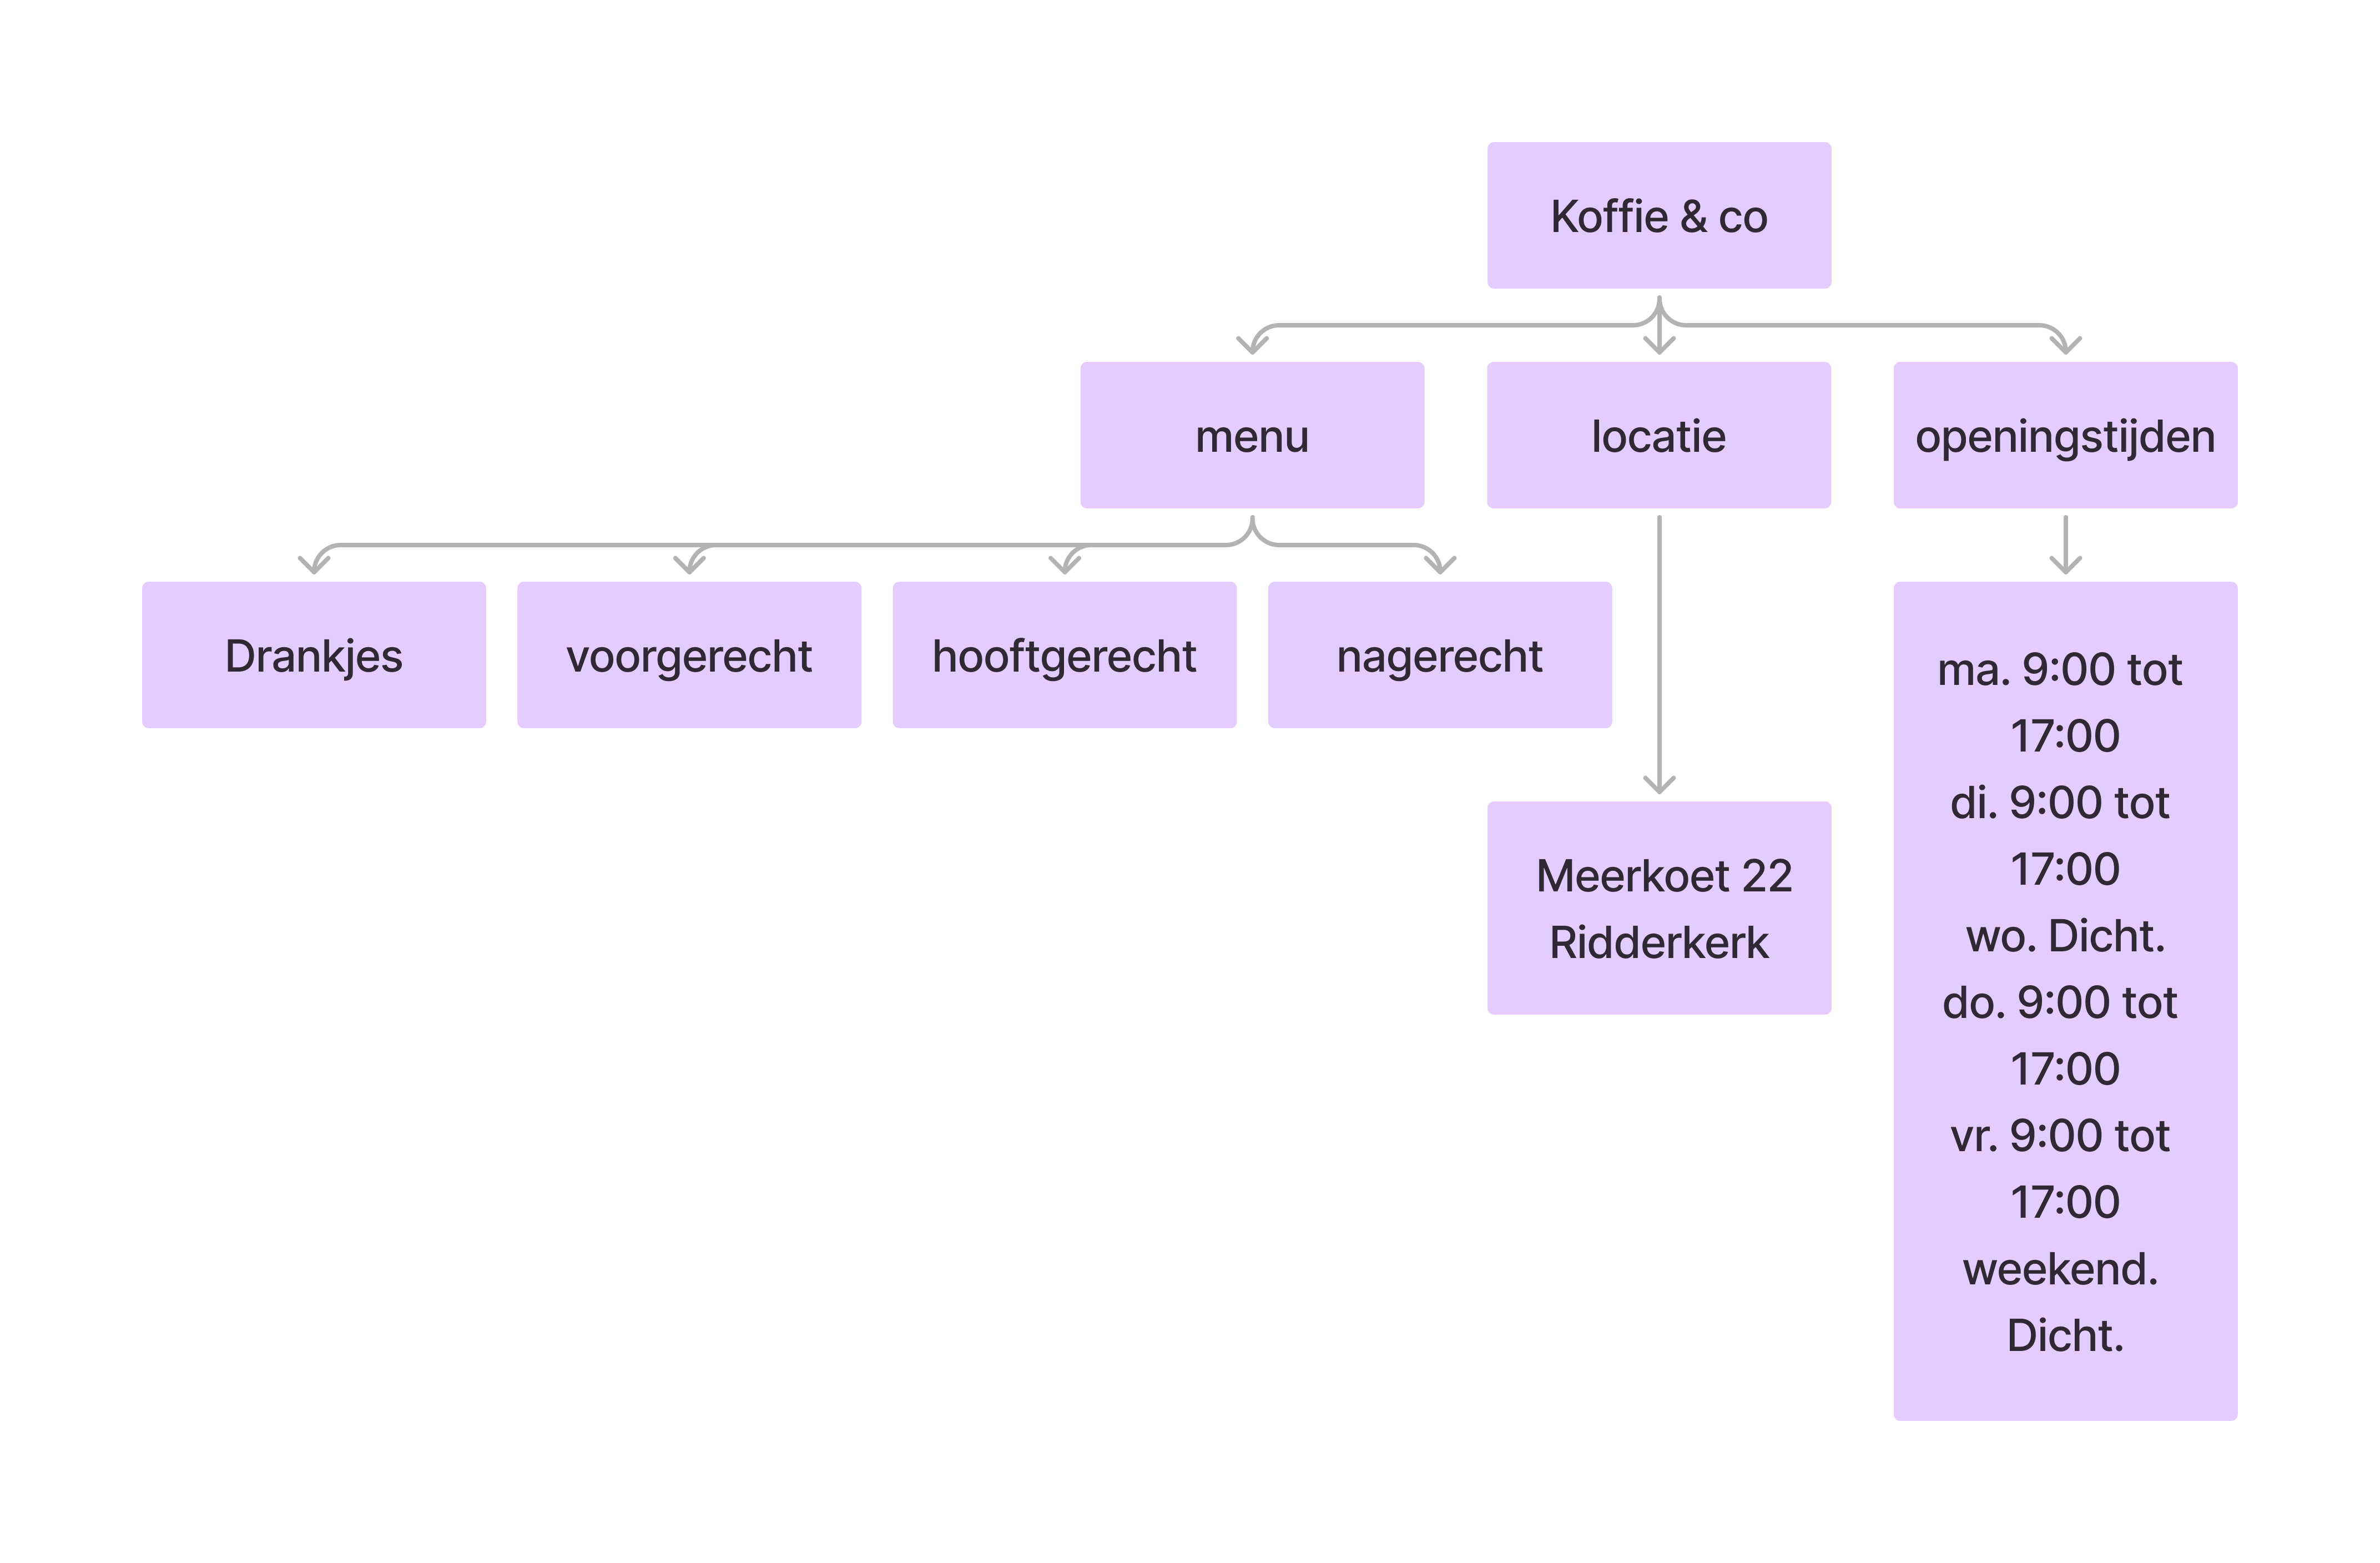 Koffie & co
menu
locatie
openingstijden
Drankjes
voorgerecht
hooftgerecht
nagerecht
Meerkoet 22
Ridderkerk
ma. 9:00 tot
17:00
di. 9:00 tot
17:00
wo. Dicht.
do. 9:00 tot
17:00
vr. 9:00 tot
17:00
weekend.
Dicht.